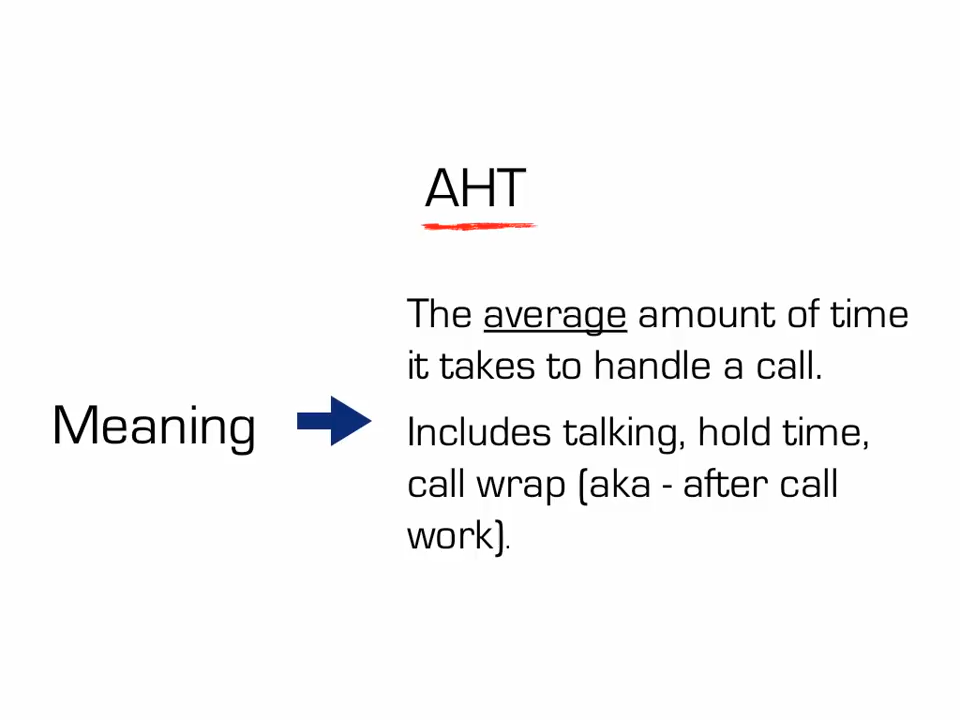 AHT
The average amount of time
it takes to handle a call.
Meaning
Includes talking, hold time,
call wrap (aka - after call
work).